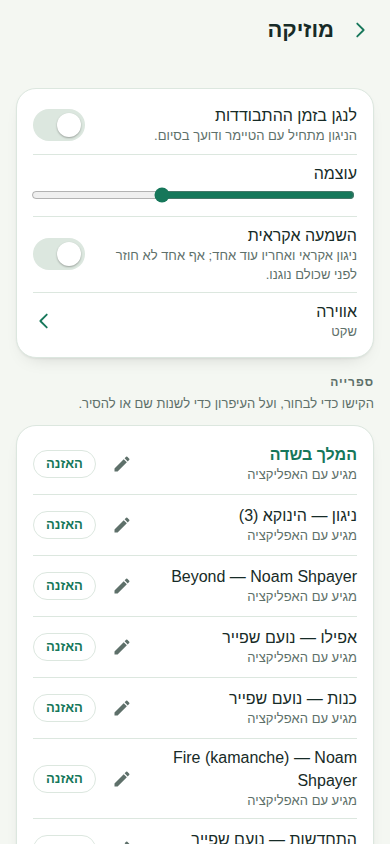 מוזיקה
לנגן בזמן ההתבודדות
הניגון מתחיל עם הטיימר ודועך בסיום.
עוצמה
השמעה אקראית
ניגון אקראי ואחריו עוד אחד; אף אחד לא חוזר
לפני שכולם נוגנו.
אווירה
שקט
ספרייה
הקישו כדי לבחור, ועל העיפרון כדי לשנות שם או להסיר.
המלך בשדה
מגיע עם האפליקציה
האזנה
ניגון — הינוקא (3)
מגיע עם האפליקציה
האזנה
Beyond — Noam Shpayer
מגיע עם האפליקציה
האזנה
אפילו — נועם שפייר
מגיע עם האפליקציה
האזנה
כנות — נועם שפייר
מגיע עם האפליקציה
האזנה
Fire (kamanche) — Noam
Shpayer
מגיע עם האפליקציה
האזנה
התחדשות — נועם שפייר